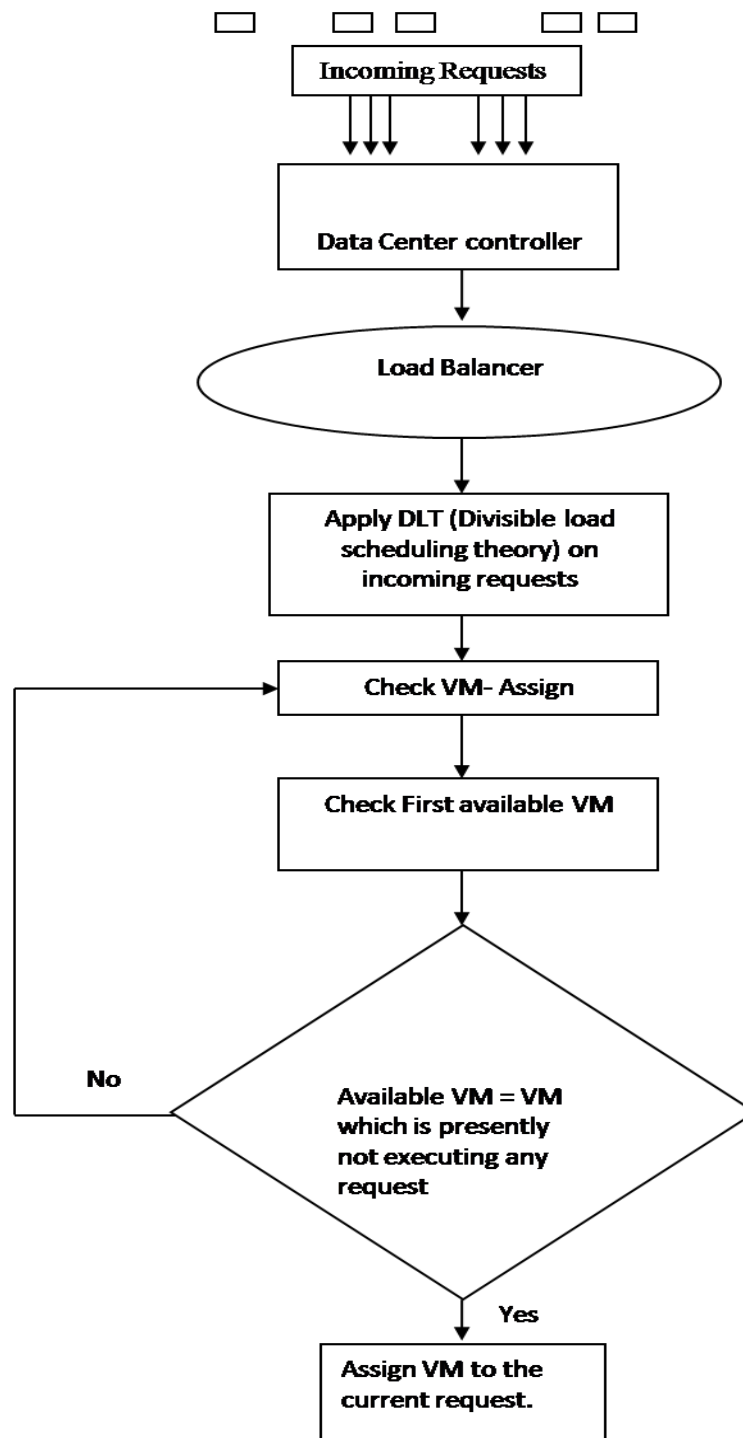 Incoming Requests
Data Center controller
Load Balancer
Apply DLT (Divisible load
scheduling theory) on
incoming requests
Check VM- Assign
Check First available VM
No
Available VM = VM
which is presently
not executing any
request
Yes
Assign VM to the
current request.